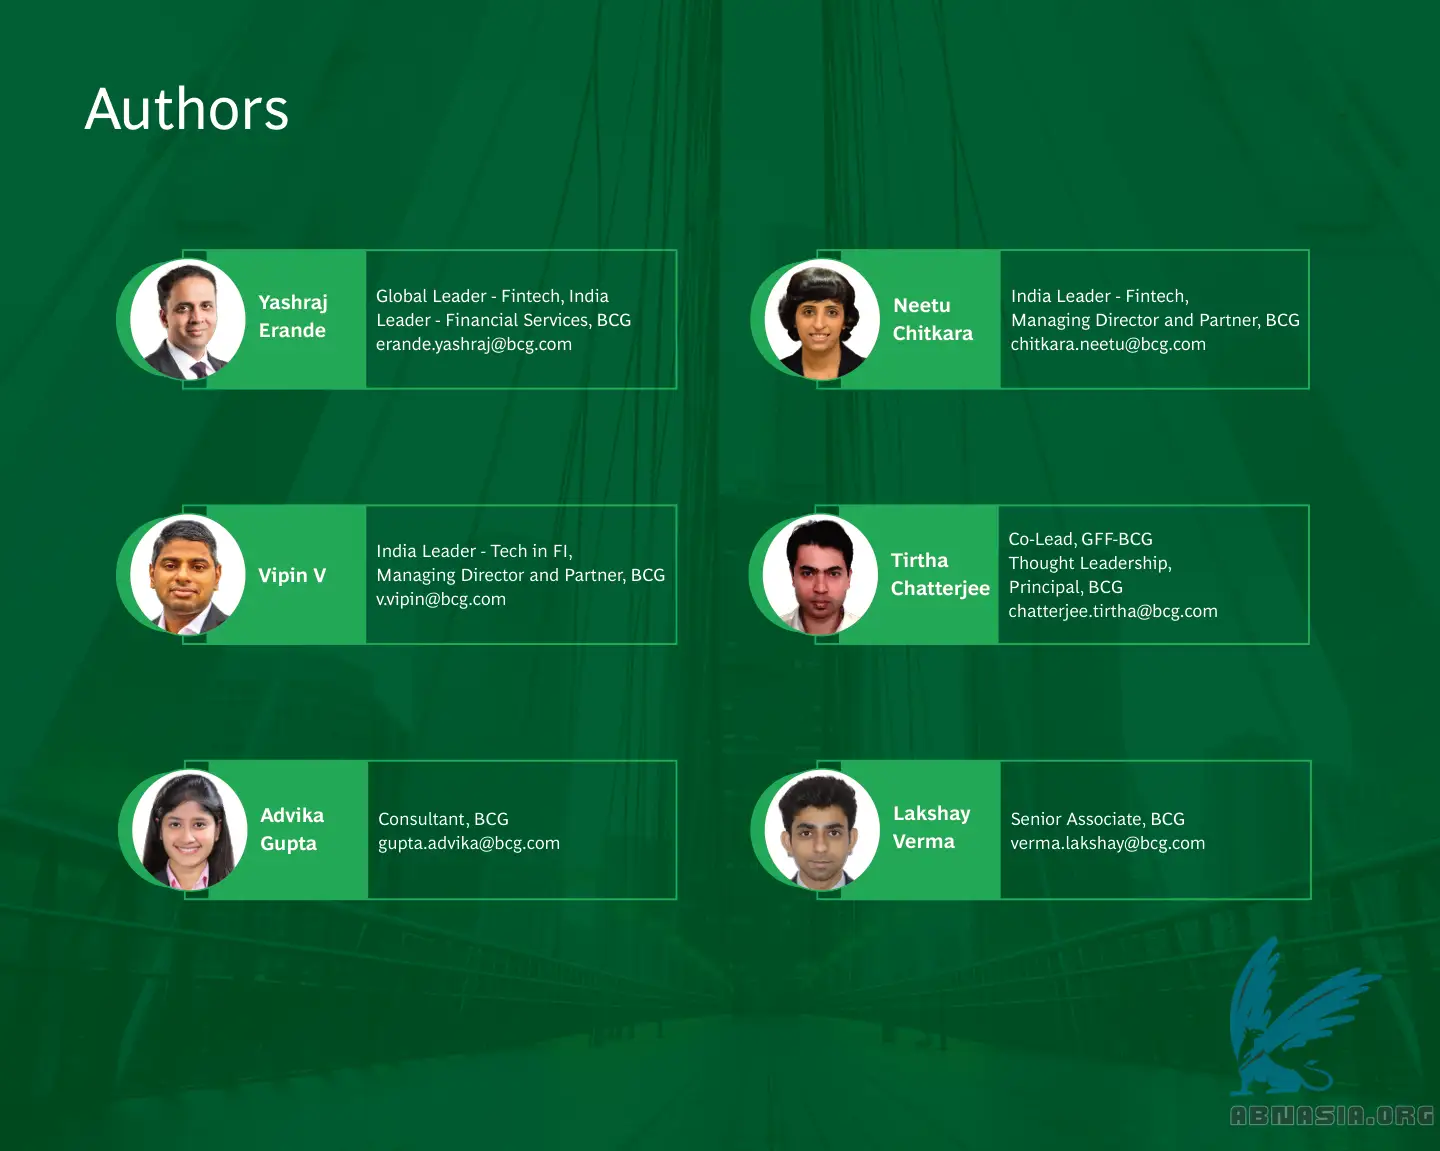 Authors
Yashraj
Erande
Global Leader - Fintech, India
Leader - Financial Services, BCG
erande.yashraj@bcg.com
Neetu
Chitkara
India Leader - Fintech,
Managing Director and Partner, BCG
chitkara.neetu@bcg.com
Vipin V
India Leader - Tech in FI,
Managing Director and Partner, BCG
v.vipin@bcg.com
Tirtha
Chatterjee
Co-Lead, GFF-BCG
Thought Leadership,
Principal, BCG
chatterjee.tirtha@bcg.com
Advika
Gupta
Consultant, BCG
gupta.advika@bcg.com
Lakshay
Verma
Senior Associate, BCG
verma.lakshay@bcg.com
ABNASIA.ORG